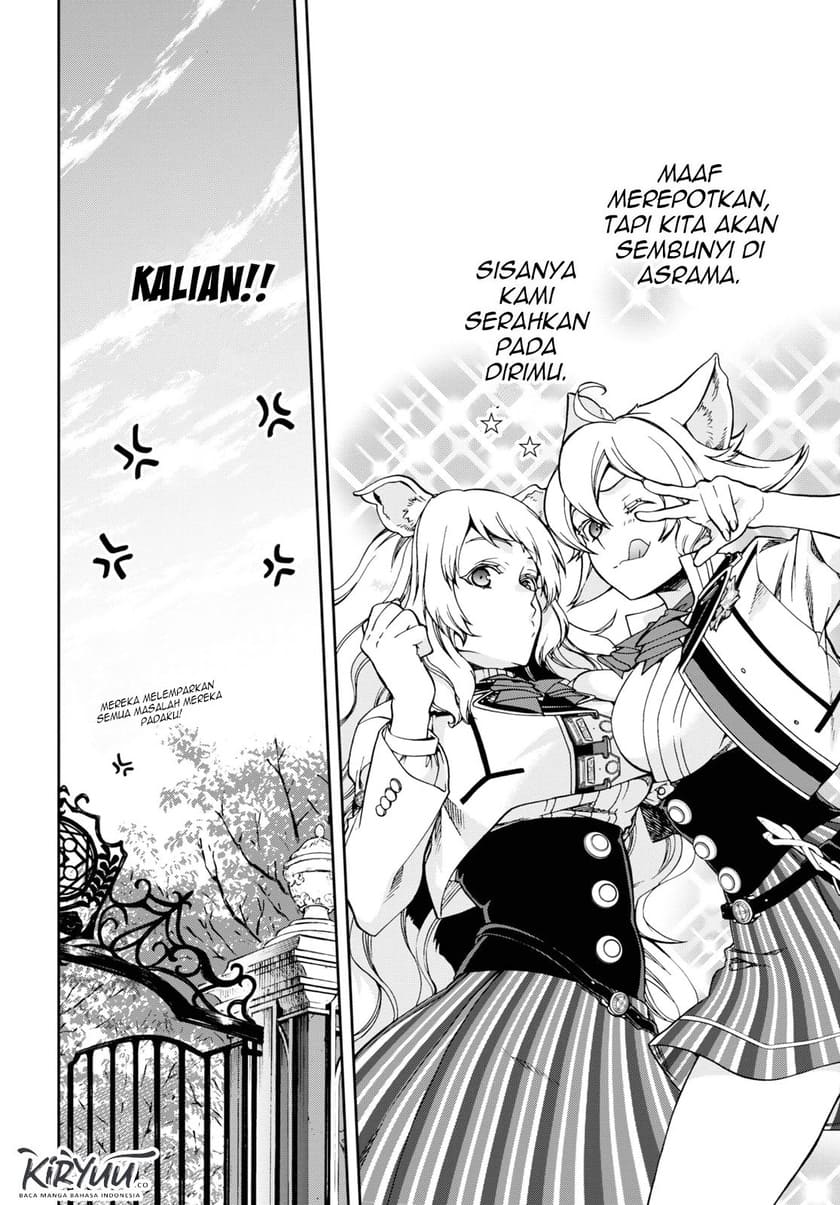 MAAF
MEREPOTKAN,
TAPI KITA AKAN
SEMBUNYI DI
ASRAMA.
SISANYA
KAMI
SERAHKAN
PADA
DIRIMU.
KALIAN!!
MEREKA MELEMPARKAN
SEMUA MASALAH MEREKA
PADAKU!
KIRYUU.CO
BACA MANGA BAHASA INDONESIA